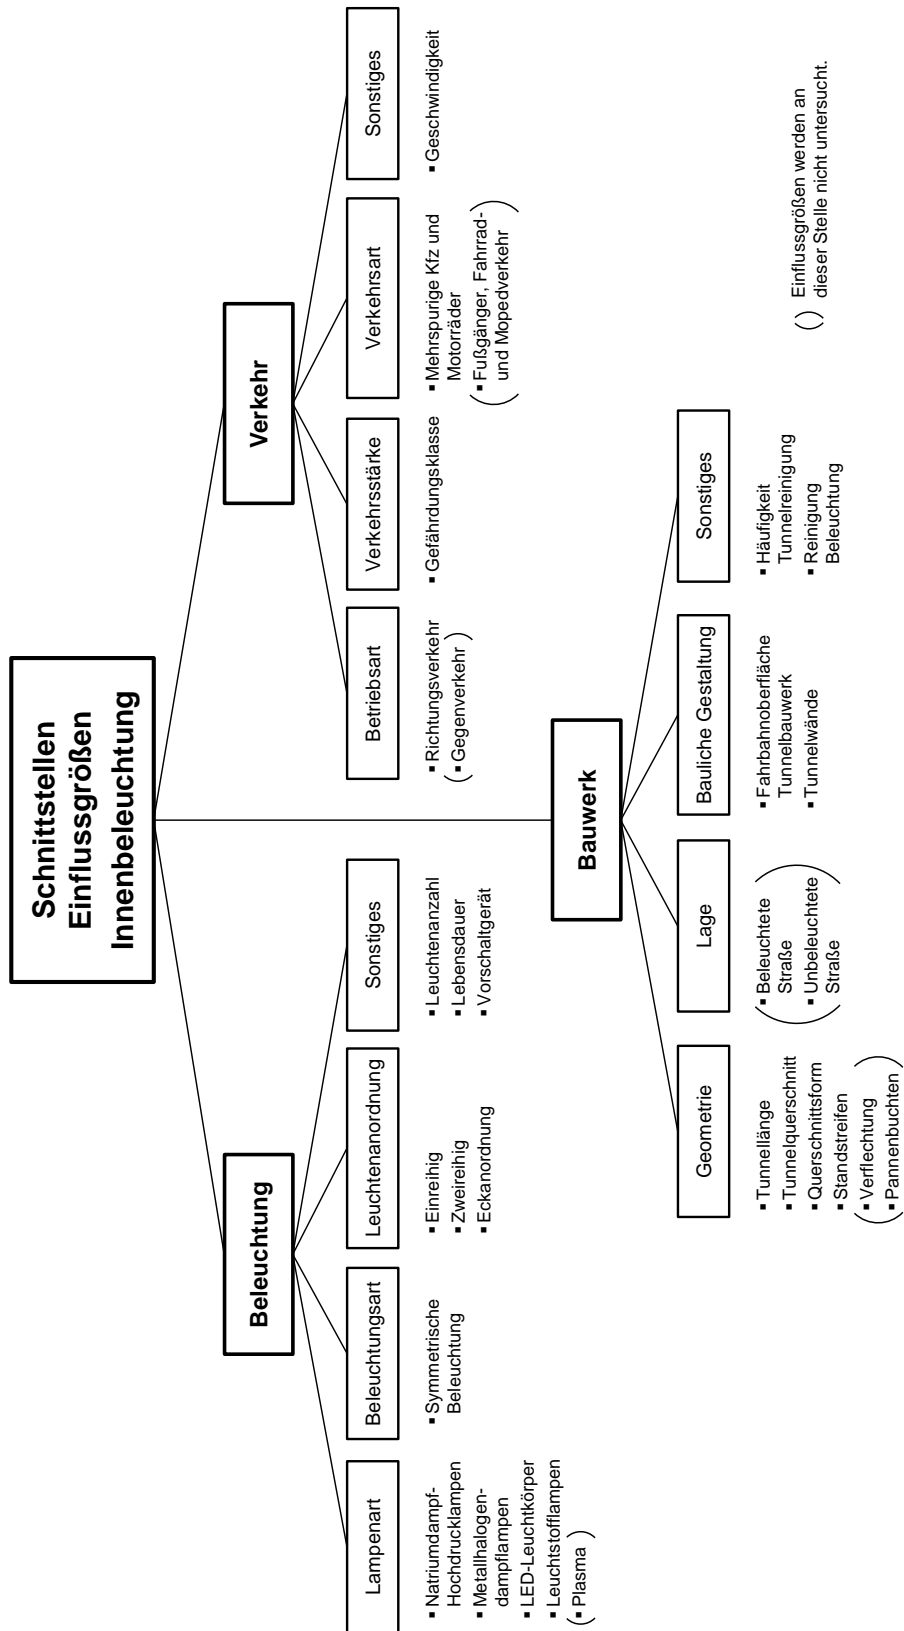 Schnittstellen
Einflussgrößen
Innenbeleuchtung
Beleuchtung
Lampenart
▪ Natriumdampf-
Hochdrucklampen
▪ Metallhalogen-
dampflampen
▪ LED-Leuchtkörper
▪ Leuchtstofflampen
(▪ Plasma)
Beleuchtungsart
▪ Symmetrische
Beleuchtung
Leuchtenanordnung
▪ Einreihig
▪ Zweireihig
▪ Eckanordnung
Sonstiges
▪ Leuchtenanzahl
▪ Lebensdauer
▪ Vorschaltgerät
Verkehr
Betriebsart
▪ Richtungsverkehr
(▪ Gegenverkehr)
Verkehrsstärke
▪ Gefährdungsklasse
Verkehrsart
▪ Mehrspurige Kfz und
Motorräder
(▪ Fußgänger, Fahrrad-
und Mopedverkehr)
Sonstiges
▪ Geschwindigkeit
Bauwerk
Geometrie
▪ Tunnellänge
▪ Tunnelquerschnitt
▪ Querschnittsform
▪ Standstreifen
(▪ Verflechtung
▪ Pannenbuchten)
Lage
(▪ Beleuchtete
Straße
▪ Unbeleuchtete
Straße)
Bauliche Gestaltung
▪ Fahrbahnoberfläche
Tunnelbauwerk
▪ Tunnelwände
Sonstiges
▪ Häufigkeit
Tunnelreinigung
▪ Reinigung
Beleuchtung
() Einflussgrößen werden an
dieser Stelle nicht untersucht.